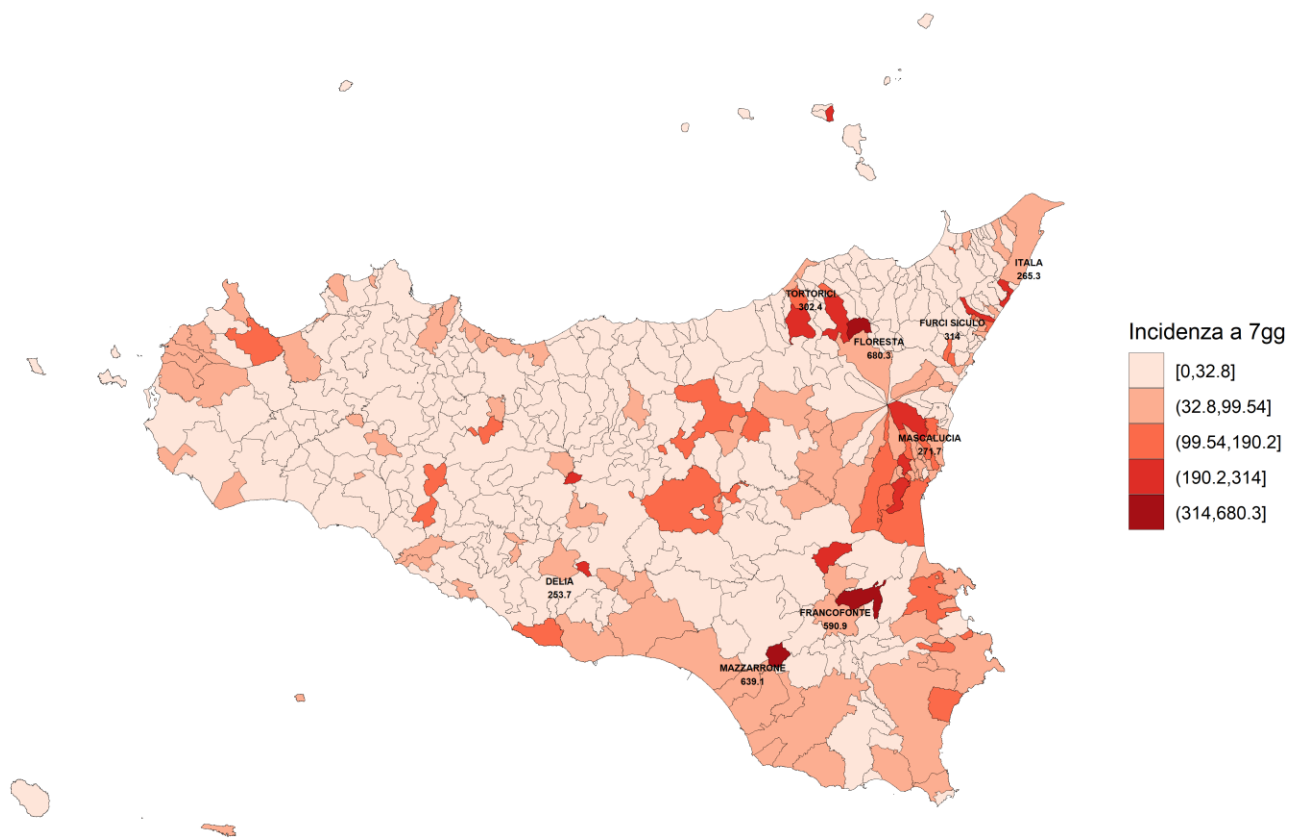 ITALA
265.3
TORTORICI
302.4
FURCI SICULO
314
FLORESTA
680.3
MASCALUCIA
271.7
DELIA
253.7
FRANCOFONTE
590.9
MAZZARRONE
639.1
Incidenza a 7gg
[0,32.8]
(32.8,99.54]
(99.54,190.2]
(190.2,314]
(314,680.3]